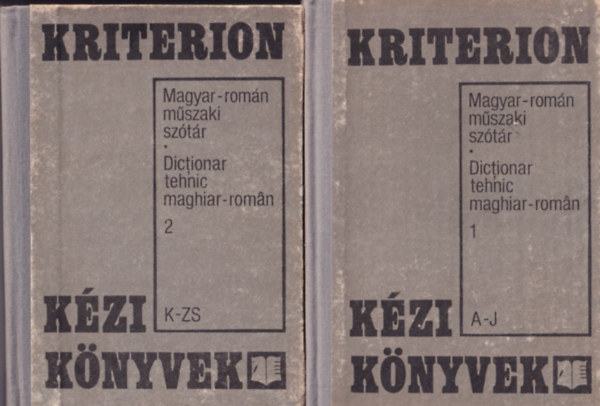 KRITERION
Magyar-román
műszaki
szótár
•
Dicționar
tehnic
maghiar-român
2
K-ZS
KÉZI
KÖNYVEK
KRITERION
Magyar-román
műszaki
szótár
•
Dicționar
tehnic
maghiar-român
1
A-J
KÉZI
KÖNYVEK